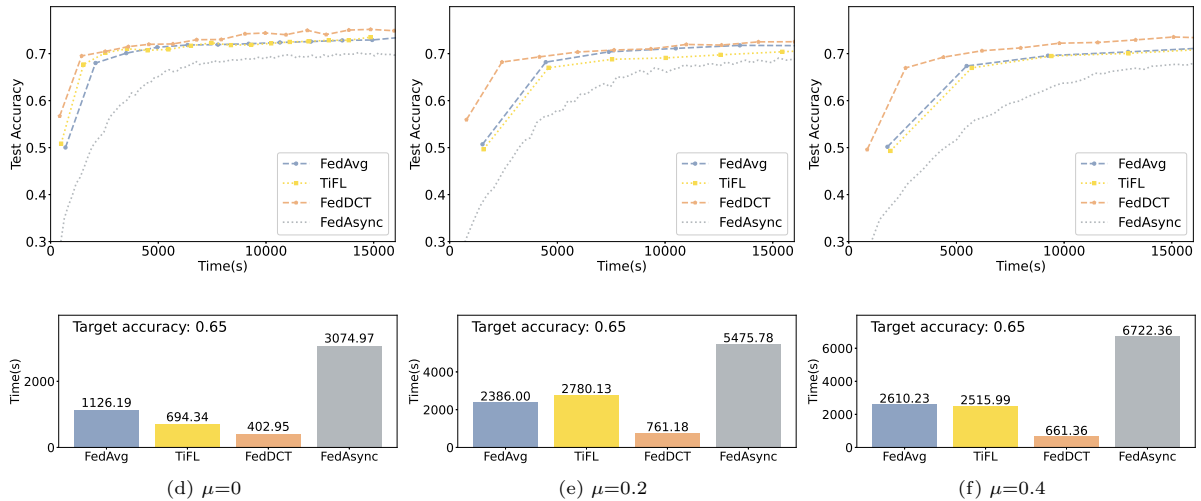 0.7
0.6
0.5
0.4
0.3
Test Accuracy
FedAvg
TiFL
FedDCT
FedAsync
0 5000 10000 15000
Time(s)
0.7
0.6
0.5
0.4
0.3
Test Accuracy
FedAvg
TiFL
FedDCT
FedAsync
0 5000 10000 15000
Time(s)
0.7
0.6
0.5
0.4
0.3
Test Accuracy
FedAvg
TiFL
FedDCT
FedAsync
0 5000 10000 15000
Time(s)
Target accuracy: 0.65
Time(s)
2000
0
1126.19
694.34
402.95
3074.97
FedAvg TiFL FedDCT FedAsync
(d) μ=0
Target accuracy: 0.65
Time(s)
4000
2000
0
2386.00
2780.13
761.18
5475.78
FedAvg TiFL FedDCT FedAsync
(e) μ=0.2
Target accuracy: 0.65
Time(s)
6000
4000
2000
0
2610.23
2515.99
661.36
6722.36
FedAvg TiFL FedDCT FedAsync
(f) μ=0.4